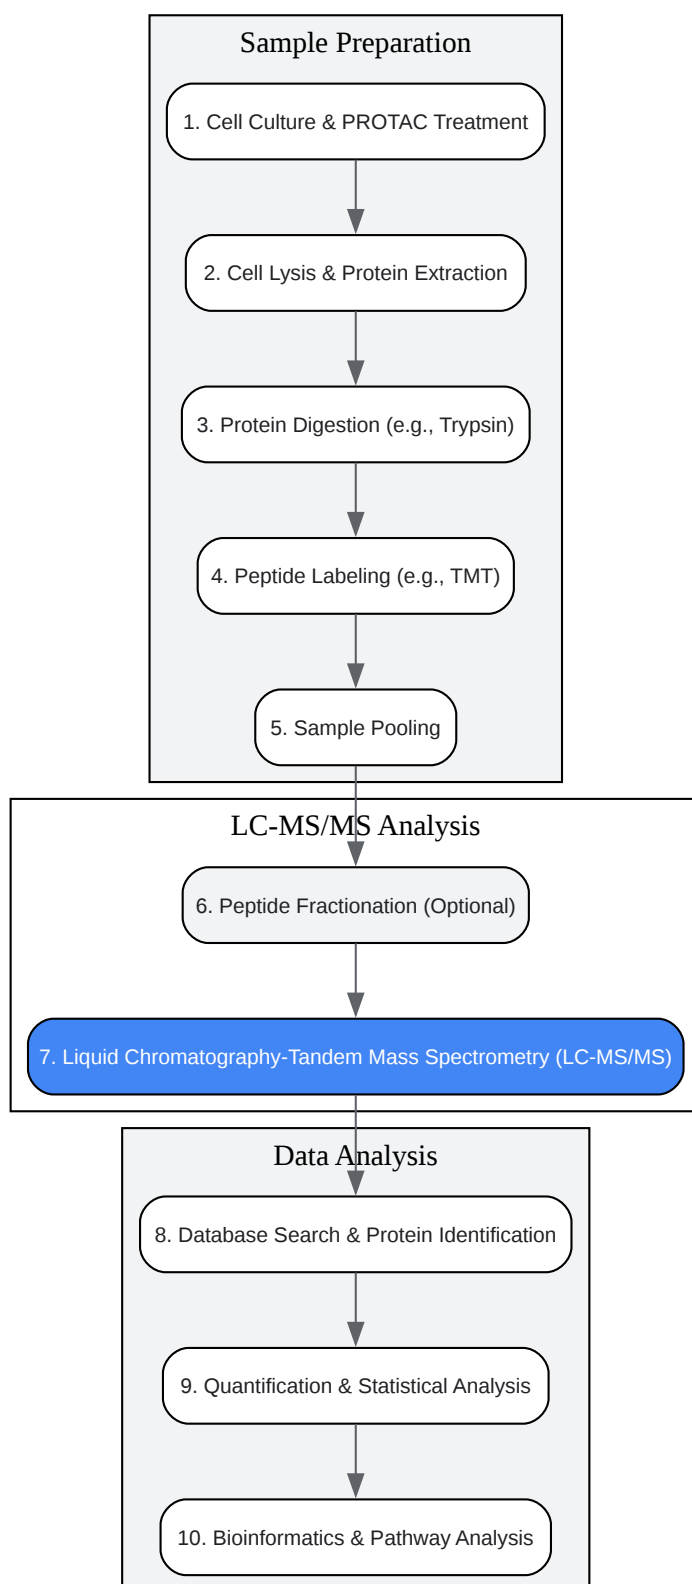 Sample Preparation
1. Cell Culture & PROTAC Treatment
2. Cell Lysis & Protein Extraction
3. Protein Digestion (e.g., Trypsin)
4. Peptide Labeling (e.g., TMT)
5. Sample Pooling
LC-MS/MS Analysis
6. Peptide Fractionation (Optional)
7. Liquid Chromatography-Tandem Mass Spectrometry (LC-MS/MS)
Data Analysis
8. Database Search & Protein Identification
9. Quantification & Statistical Analysis
10. Bioinformatics & Pathway Analysis